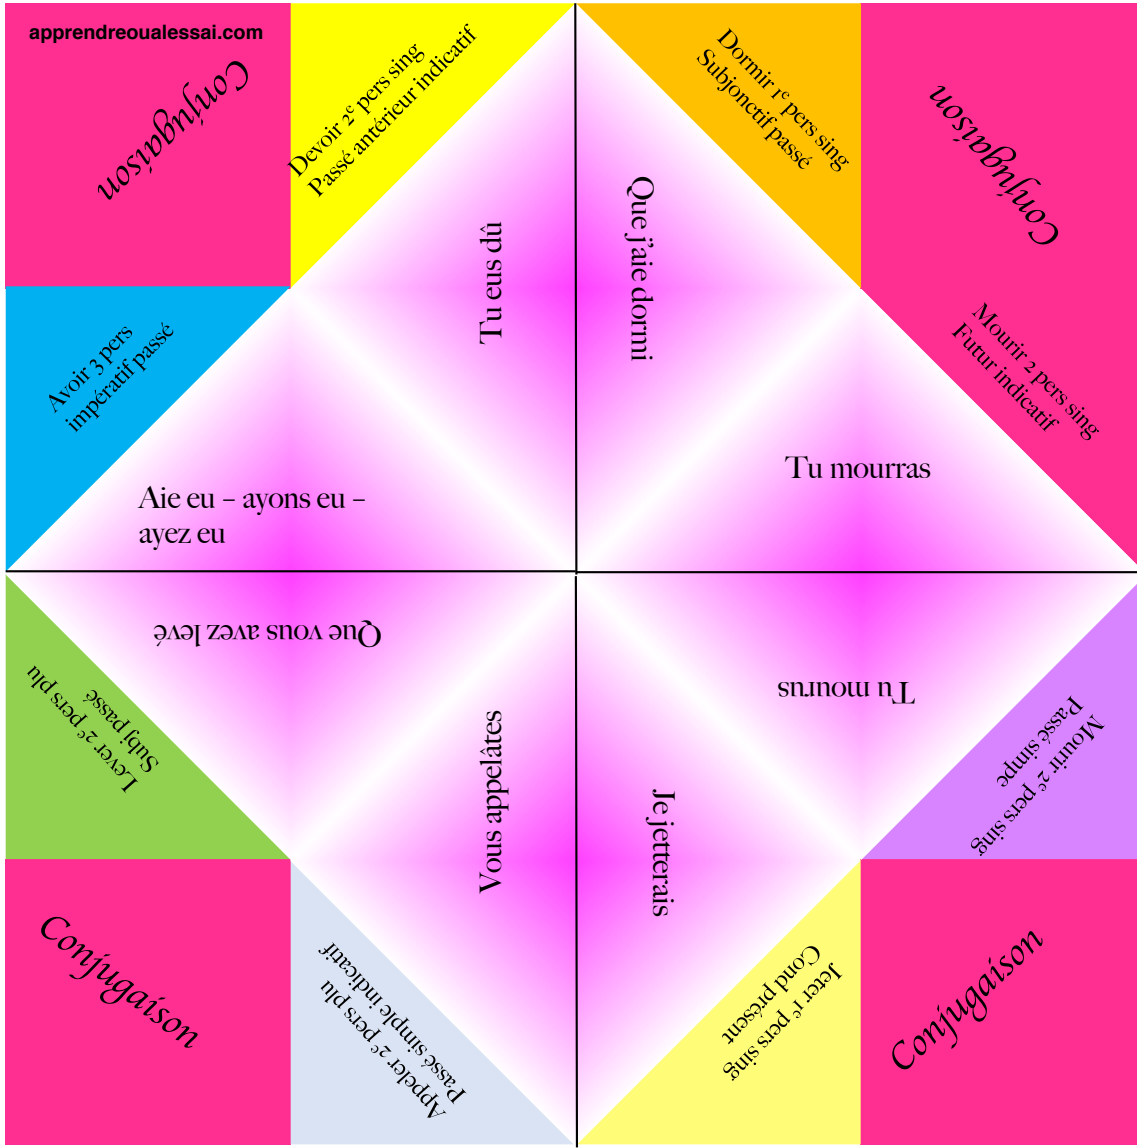 apprendreoualessai.com
Conjugaison
Devoir 2e pers sing
Passé antérieur indicatif
Dormir 1e pers sing
Subjonctif passé
Conjugaison
Tu eus dû
Que j'aie dormi
Avoir 3 pers
impératif passé
Mourir 2 pers sing
Futur indicatif
Aie eu – ayons eu –
ayez eu
Tu mourras
Que vous avez levé
Tu mourus
Lever 2e pers plu
Subj passé
Mourir 2e pers sing
Passé simpe
Vous appelâtes
Je jetterais
Conjugaison
Appeler 2e pers plu
Passé simple indicatif
Jeter 1e pers sing
Cond présent
Conjugaison